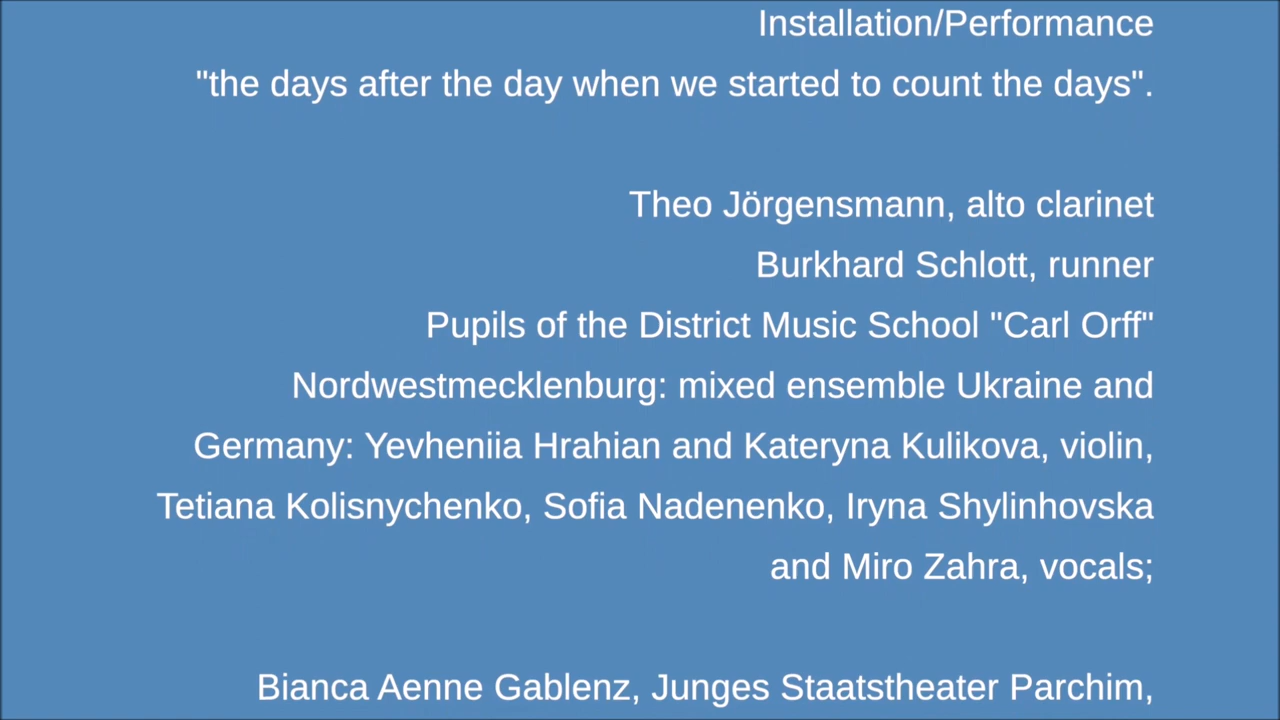 Installation/Performance
"the days after the day when we started to count the days".
Theo Jörgensmann, alto clarinet
Burkhard Schlott, runner
Pupils of the District Music School "Carl Orff"
Nordwestmecklenburg: mixed ensemble Ukraine and
Germany: Yevheniia Hrahian and Kateryna Kulikova, violin,
Tetiana Kolisnychenko, Sofia Nadenenko, Iryna Shylinhovska
and Miro Zahra, vocals;
Bianca Aenne Gablenz, Junges Staatstheater Parchim,